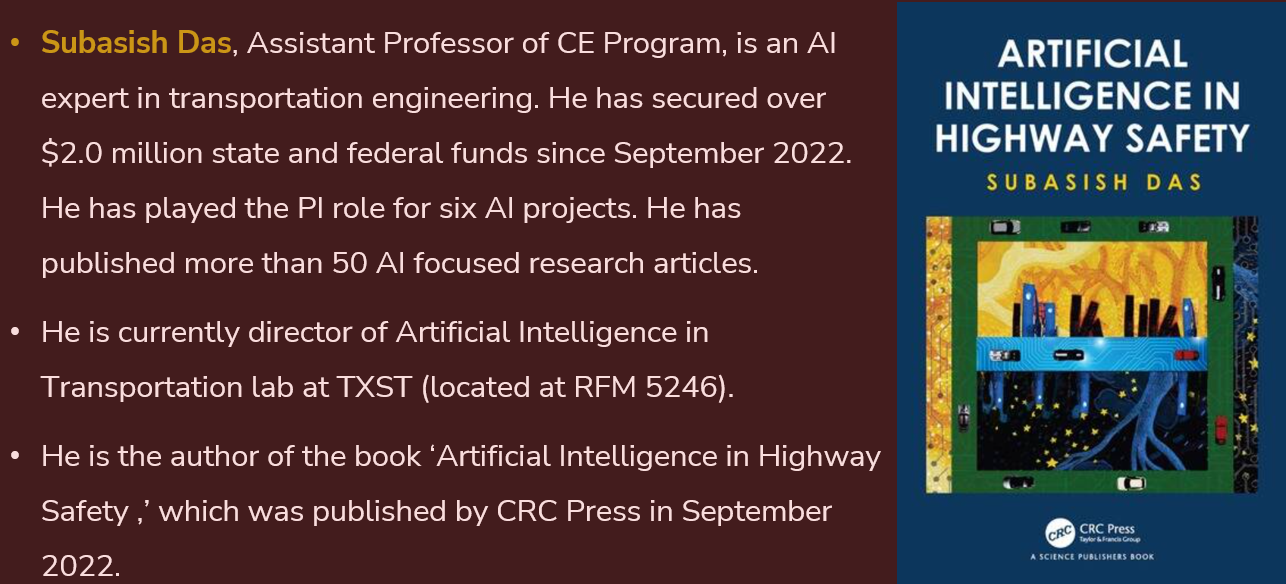 • Subasish Das, Assistant Professor of CE Program, is an AI
expert in transportation engineering. He has secured over
$2.0 million state and federal funds since September 2022.
He has played the PI role for six AI projects. He has
published more than 50 AI focused research articles.
• He is currently director of Artificial Intelligence in
Transportation lab at TXST (located at RFM 5246).
• He is the author of the book ‘Artificial Intelligence in Highway
Safety ,’ which was published by CRC Press in September
2022.
ARTIFICIAL
INTELLIGENCE IN
HIGHWAY SAFETY
SUBASISH DAS
CRC
CRC Press
Taylor & Francis Group
A SCIENCE PUBLISHERS BOOK